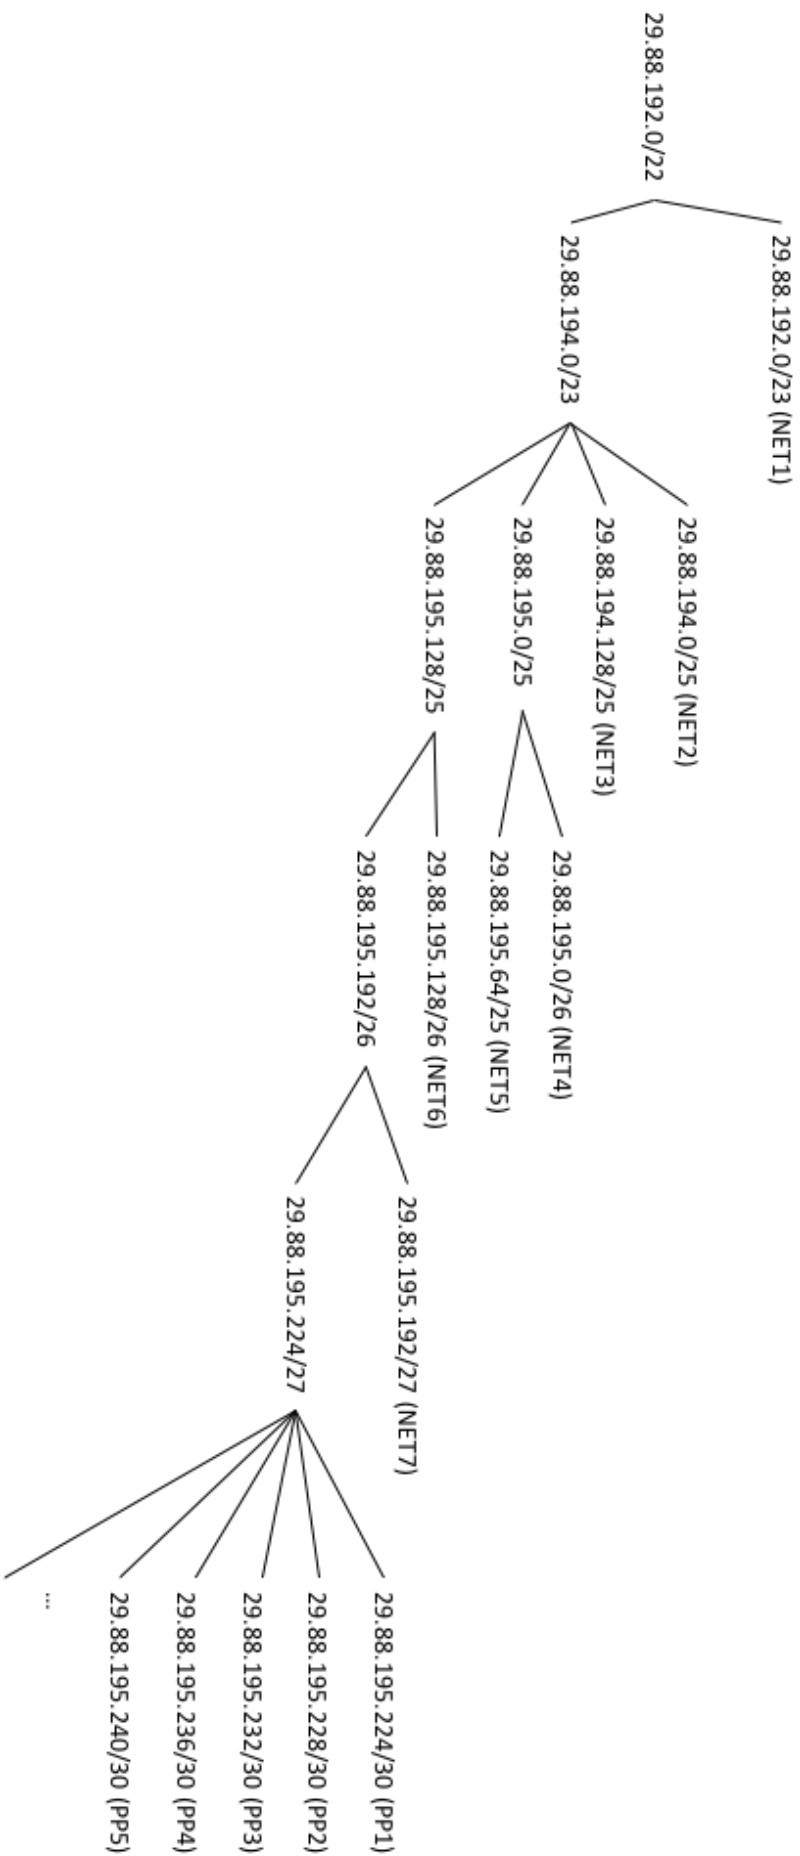 29.88.192.0/22
29.88.192.0/23 (NET1)
29.88.194.0/23
29.88.194.0/25 (NET2)
29.88.194.128/25 (NET3)
29.88.195.0/25
29.88.195.128/25
29.88.195.0/26 (NET4)
29.88.195.64/25 (NET5)
29.88.195.128/26 (NET6)
29.88.195.192/26
29.88.195.192/27 (NET7)
29.88.195.224/27
29.88.195.224/30 (PP1)
29.88.195.228/30 (PP2)
29.88.195.232/30 (PP3)
29.88.195.236/30 (PP4)
29.88.195.240/30 (PP5)
...